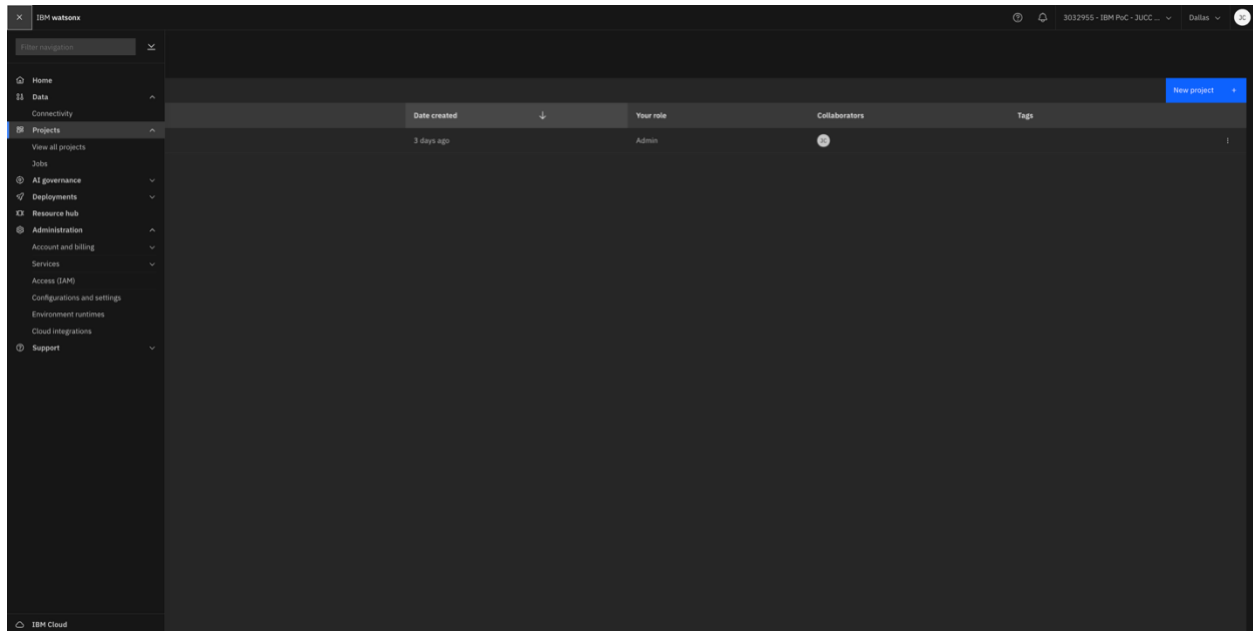 IBM watsonx
3032955 - IBM PoC - JUCC ...
Dallas
JC
Filter navigation
Home
Data
Connectivity
Projects
View all projects
Jobs
AI governance
Deployments
Resource hub
Administration
Account and billing
Services
Access (IAM)
Configurations and settings
Environment runtimes
Cloud integrations
Support
IBM Cloud
New project +
Date created
Your role
Collaborators
Tags
3 days ago
Admin
JC